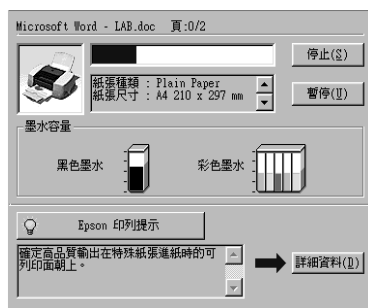 Microsoft Word - LAB.doc 頁:0/2
停止(S)
紙張種類 : Plain Paper
紙張尺寸 : A4 210 x 297 mm
暫停(U)
墨水容量
黑色墨水
彩色墨水
Epson 印列提示
確定高品質輸出在特殊紙張進紙時的可
列印面朝上。
詳細資料(D)